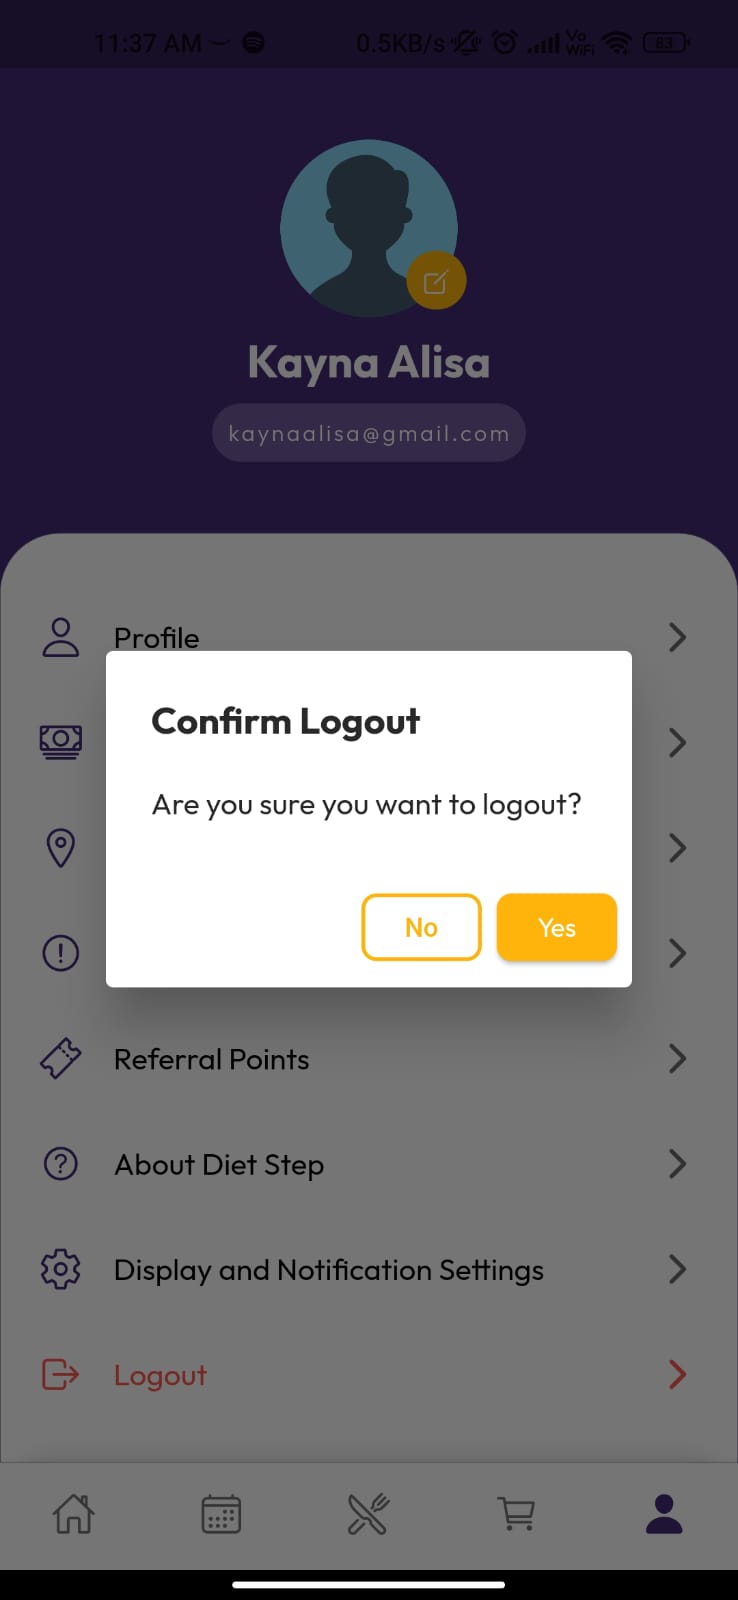 11:37 AM
0.5KB/s Vo WiFi 83
Kayna Alisa
kaynaalisa@gmail.com
Profile
Confirm Logout
Are you sure you want to logout?
No Yes
Referral Points
About Diet Step
Display and Notification Settings
Logout